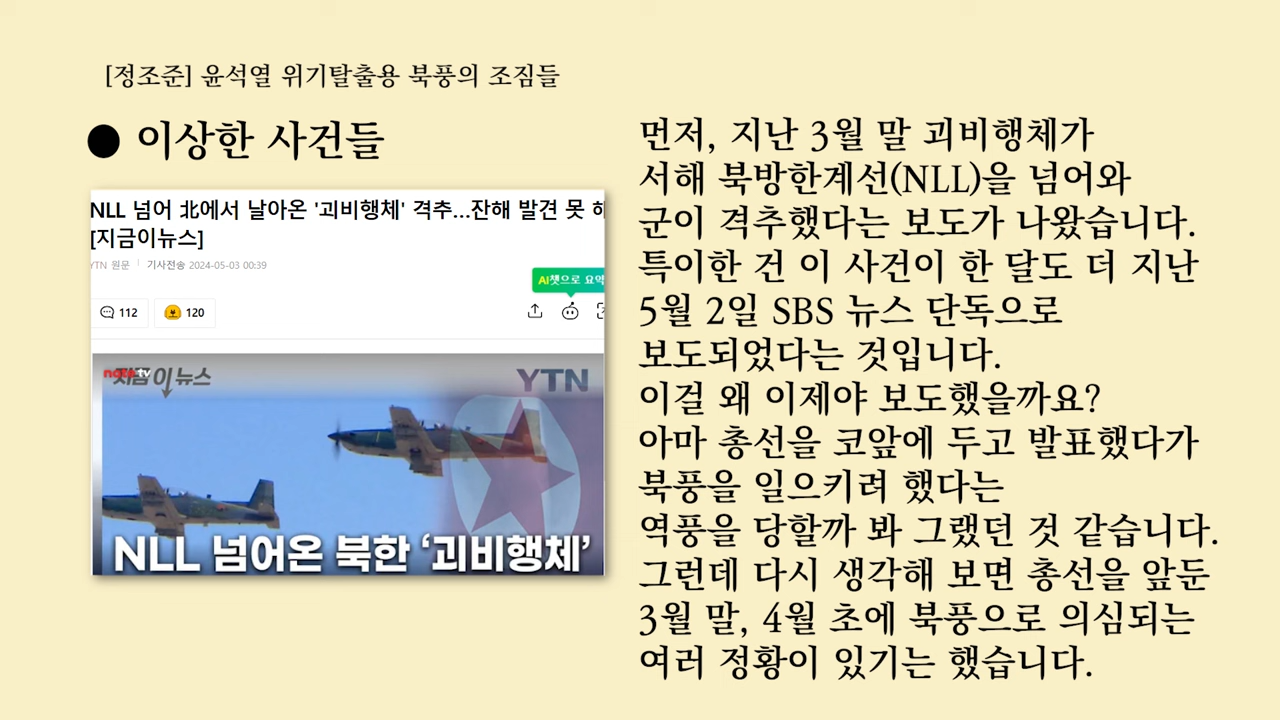 [정조준] 윤석열 위기탈출용 북풍의 조짐들
● 이상한 사건들
NLL 넘어 北에서 날아온 '괴비행체' 격추...잔해 발견 못 해
[지금이뉴스]
YTN 원문 기사전송 2024-05-03 00:39
AI챗으로 요약
112 120
지금 이 뉴스
YTN
NLL 넘어온 북한 ‘괴비행체’
먼저, 지난 3월 말 괴비행체가
서해 북방한계선(NLL)을 넘어와
군이 격추했다는 보도가 나왔습니다.
특이한 건 이 사건이 한 달도 더 지난
5월 2일 SBS 뉴스 단독으로
보도되었다는 것입니다.
이걸 왜 이제야 보도했을까요?
아마 총선을 코앞에 두고 발표했다가
북풍을 일으키려 했다는
역풍을 당할까 봐 그랬던 것 같습니다.
그런데 다시 생각해 보면 총선을 앞둔
3월 말, 4월 초에 북풍으로 의심되는
여러 정황이 있기는 했습니다.